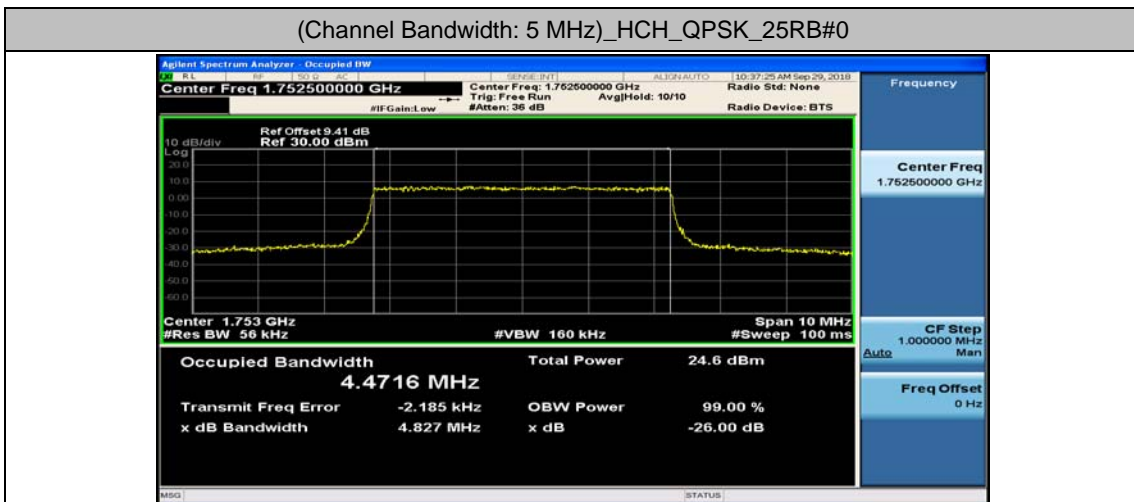 (Channel Bandwidth: 5 MHz)_HCH_QPSK_25RB#0
Agilent Spectrum Analyzer - Occupied BW
RL RF 50 Ω AC SENSE:INT ALIGNAUTO 10:37:25 AM Sep 29, 2018
Center Freq 1.752500000 GHz
Center Freq: 1.752500000 GHz
Radio Std: None
Trig: Free Run Avg|Hold: 10/10
#IFGain:Low #Atten: 36 dB Radio Device: BTS
Ref Offset 9.41 dB
10 dB/div Ref 30.00 dBm
Log
20.0
10.0
0.00
-10.0
-20.0
-30.0
-40.0
-50.0
-60.0
Center 1.753 GHz Span 10 MHz
#Res BW 56 kHz #VBW 160 kHz #Sweep 100 ms
Occupied Bandwidth Total Power 24.6 dBm
4.4716 MHz
Transmit Freq Error -2.185 kHz OBW Power 99.00 %
x dB Bandwidth 4.827 MHz x dB -26.00 dB
MSG STATUS
Frequency
Center Freq
1.752500000 GHz
CF Step
1.000000 MHz
Auto Man
Freq Offset
0 Hz